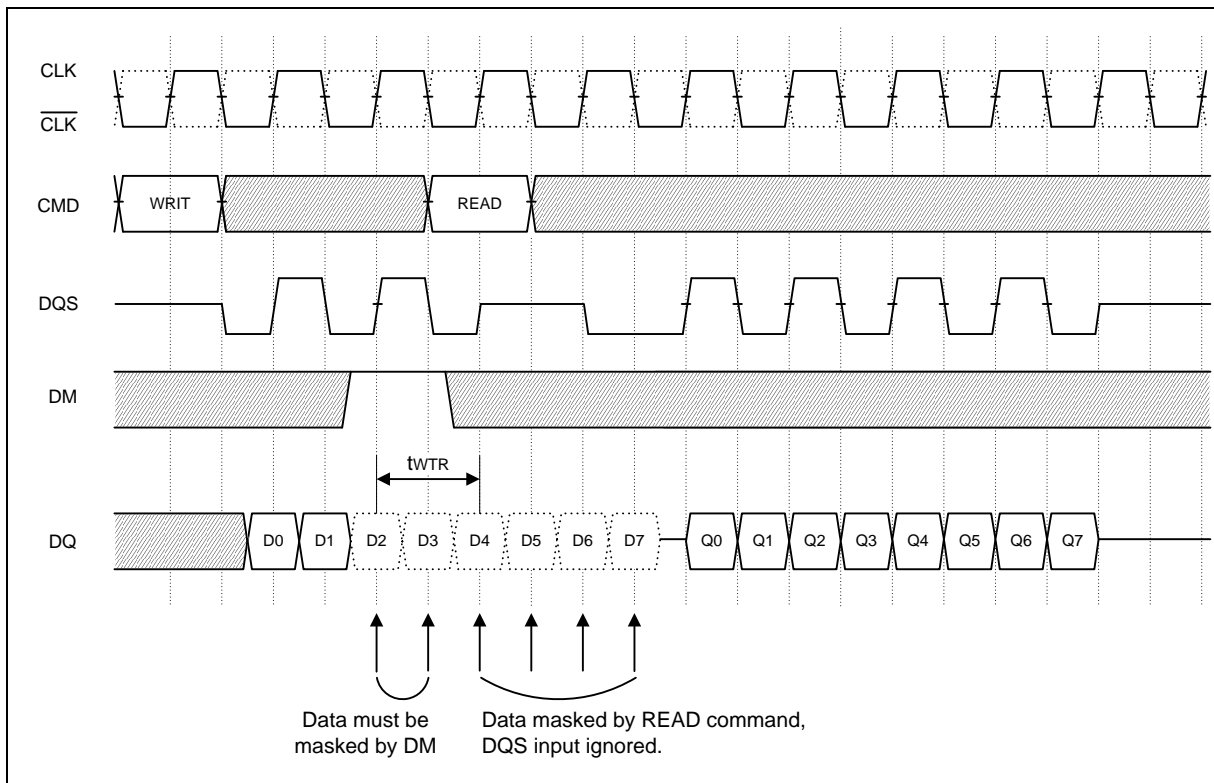 CLK
CLK
CMD
WRIT
READ
DQS
DM
tWTR
DQ
D0 D1 D2 D3 D4 D5 D6 D7 Q0 Q1 Q2 Q3 Q4 Q5 Q6 Q7
Data must be
masked by DM
Data masked by READ command,
DQS input ignored.